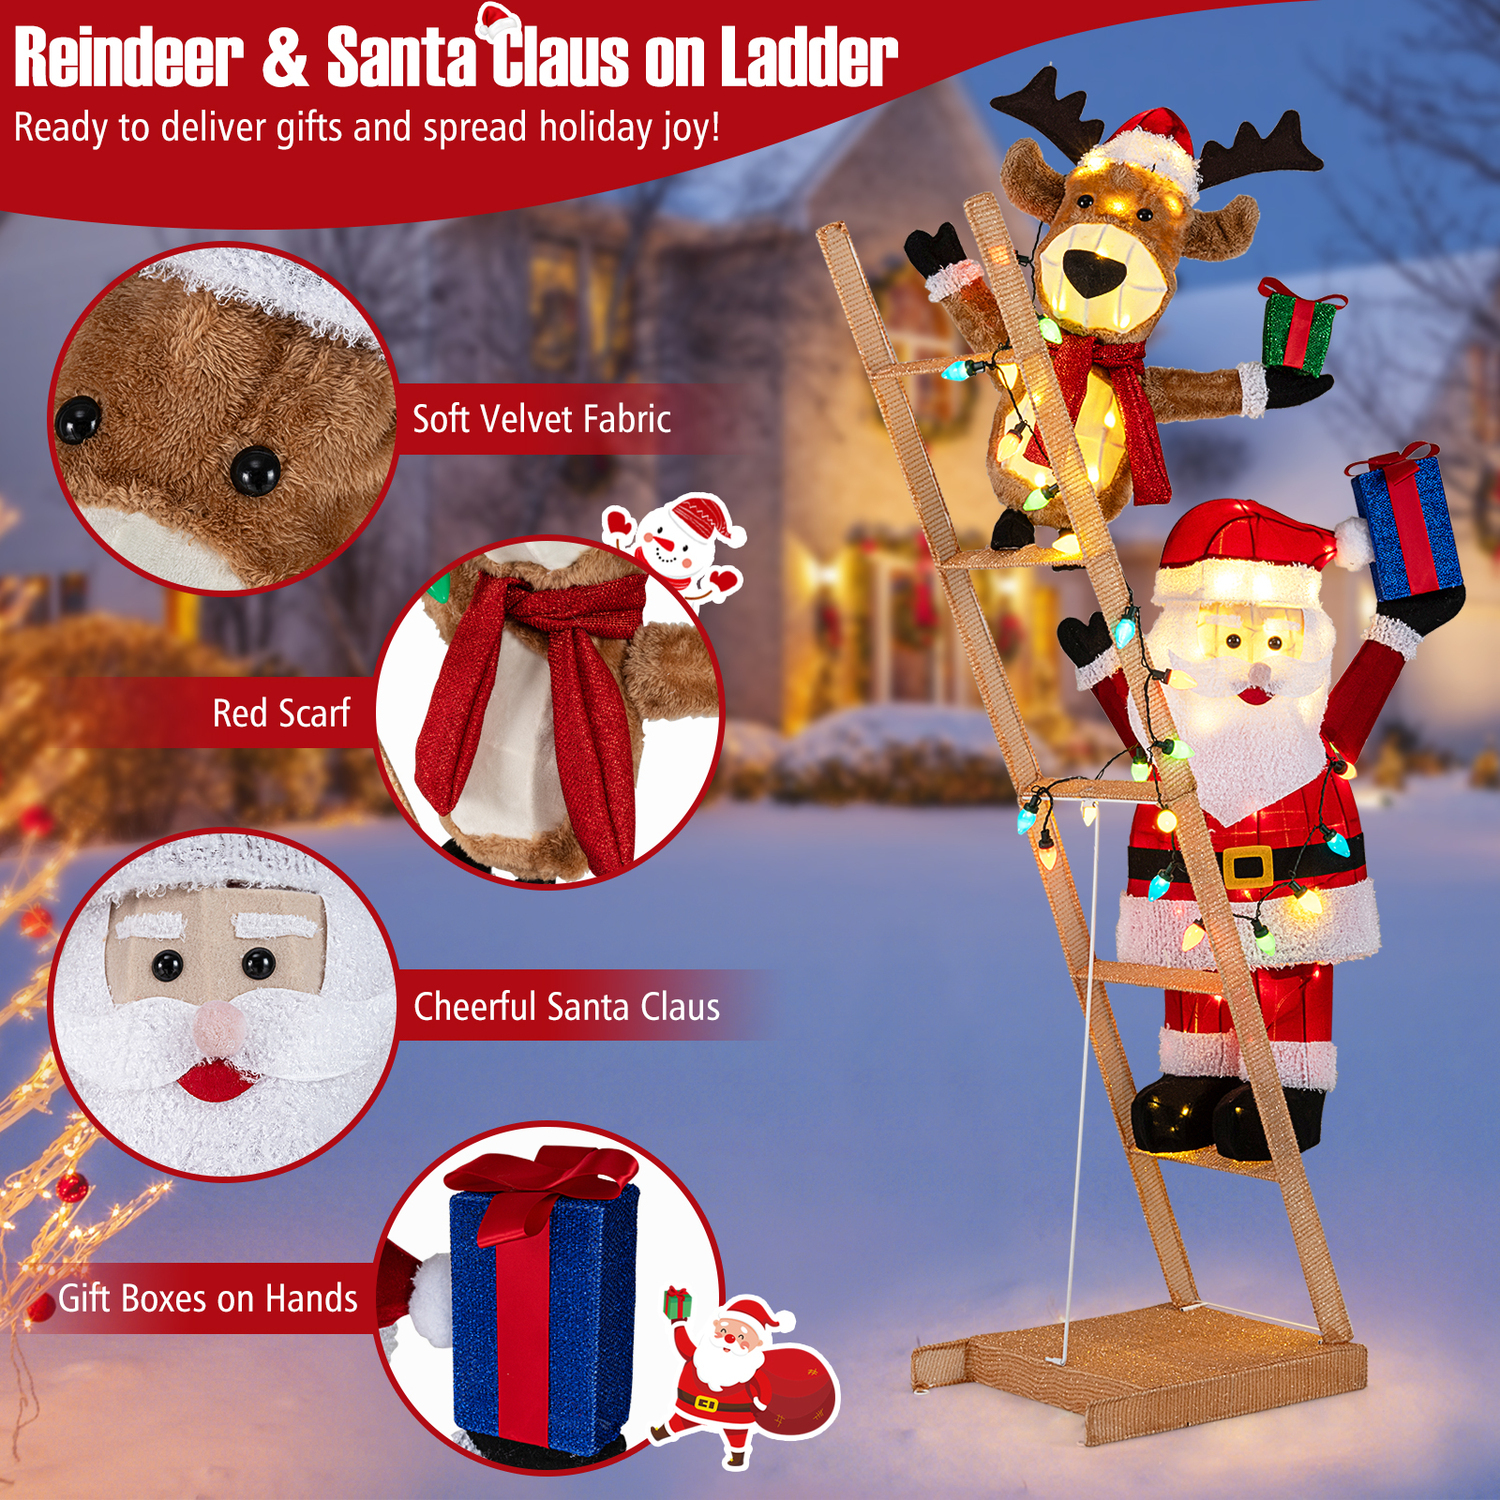 Reindeer & Santa Claus on Ladder
Ready to deliver gifts and spread holiday joy!
Soft Velvet Fabric
Red Scarf
Cheerful Santa Claus
Gift Boxes on Hands